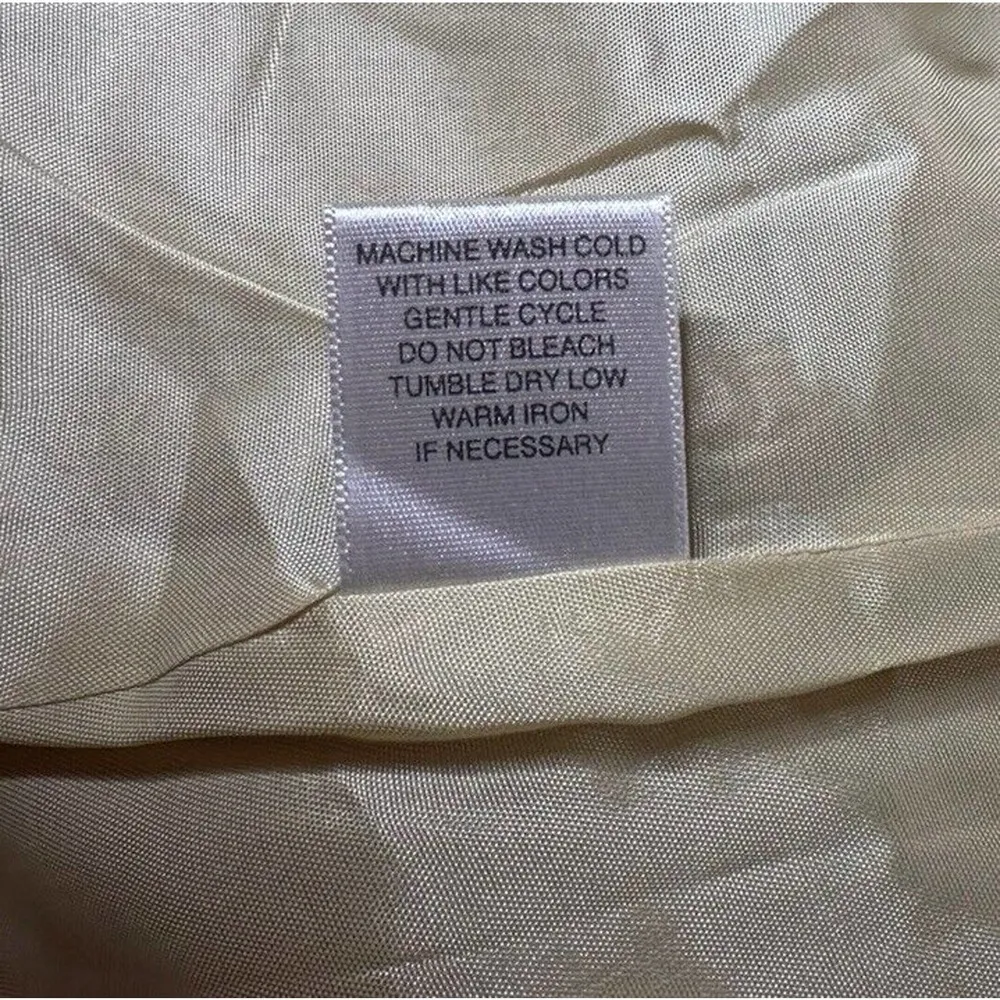 MACHINE WASH COLD
WITH LIKE COLORS
GENTLE CYCLE
DO NOT BLEACH
TUMBLE DRY LOW
WARM IRON
IF NECESSARY